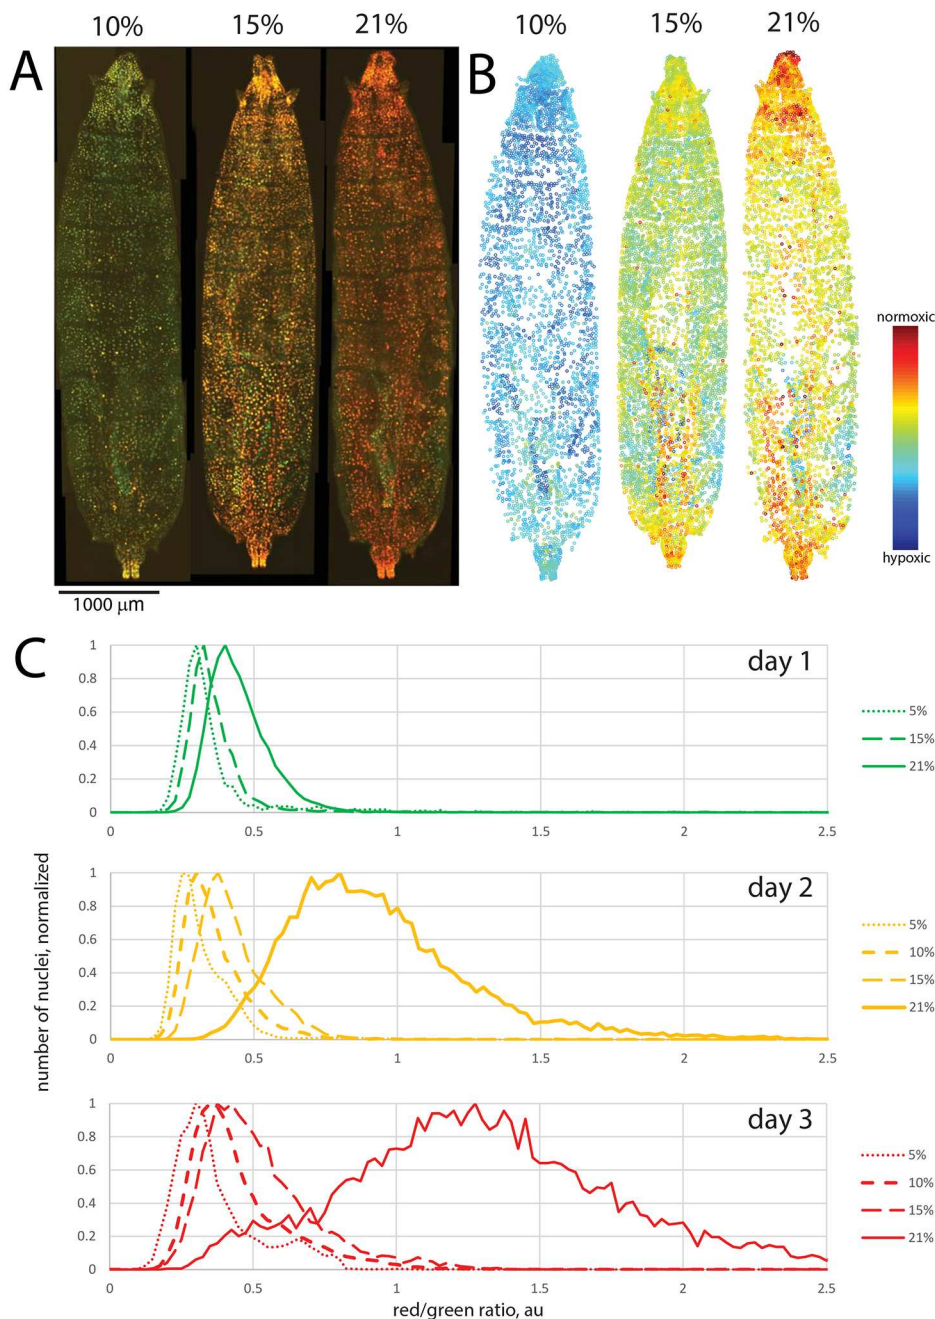 10% 15% 21%
10% 15% 21%
A
B
normoxic
hypoxic
1000 μm
C
day 1
1
0.8
0.6
0.4
0.2
0
0 0.5 1 1.5 2 2.5
5%
15%
21%
number of nuclei, normalized
day 2
1
0.8
0.6
0.4
0.2
0
0 0.5 1 1.5 2 2.5
5%
10%
15%
21%
day 3
1
0.8
0.6
0.4
0.2
0
0 0.5 1 1.5 2 2.5
5%
10%
15%
21%
red/green ratio, au